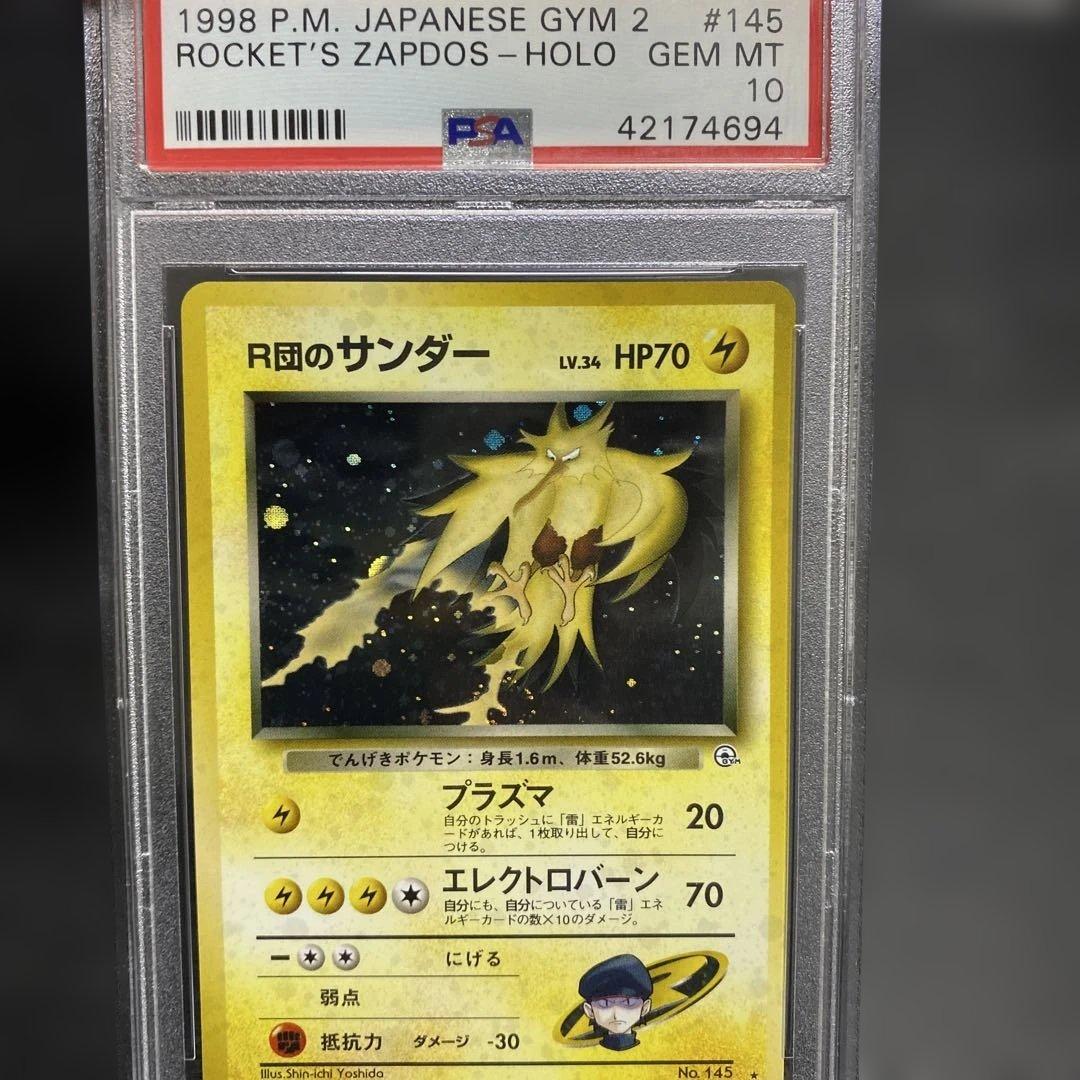 1998 P.M. JAPANESE GYM 2 #145
ROCKET'S ZAPDOS – HOLO GEM MT
10
PSA 42174694
R団のサンダー LV.34 HP70
でんげきポケモン：身長1.6m、体重52.6kg
GYM
プラズマ 20
自分のトラッシュに「雷」エネルギーカ
ードがあれば、1枚取り出して、自分に
つける。
エレクトロバーン 70
自分にも、自分についている「雷」エネ
ルギーカードの数×10のダメージ。
にげる
弱点
抵抗力 ダメージ -30
Illus.Shin-ichi Yoshida No. 145 ★